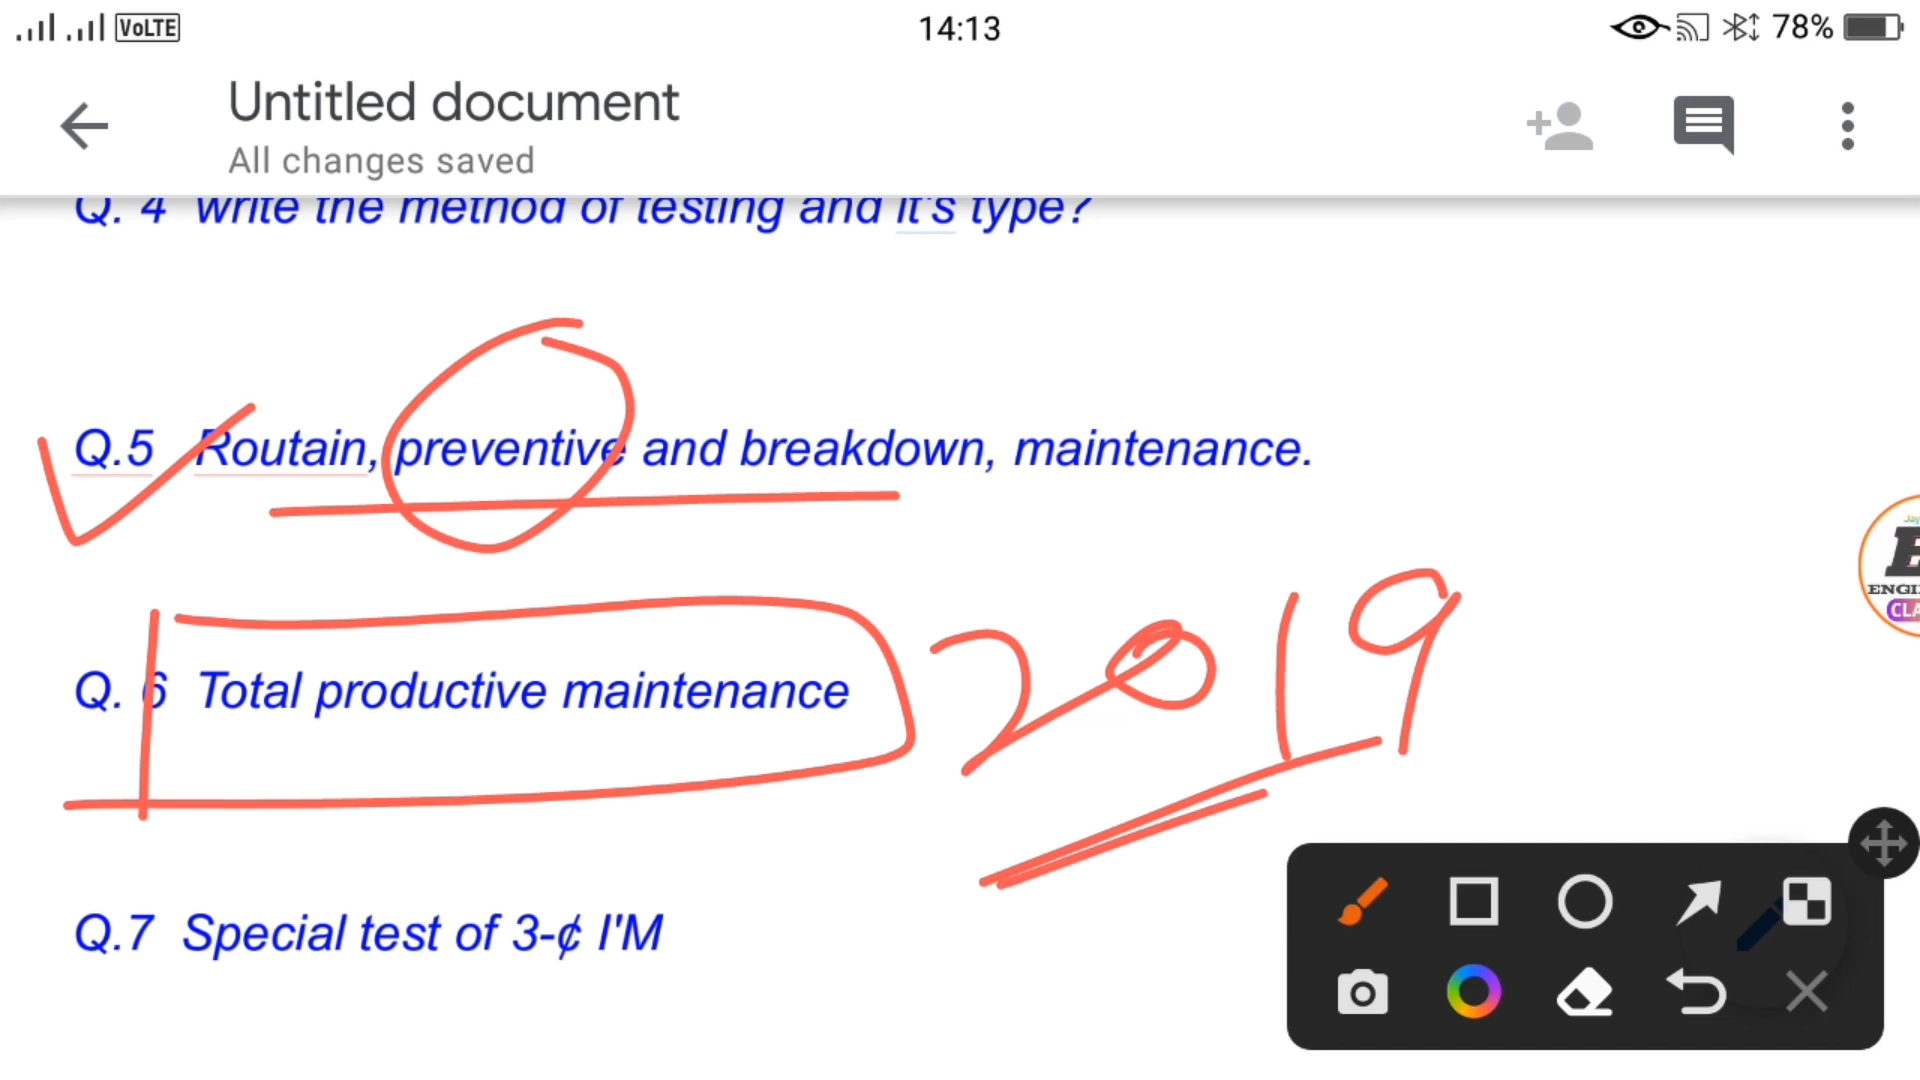 VoLTE 14:13 78%
Untitled document
All changes saved
Q. 4 write the method of testing and it's type?
Q.5 Routain, preventive and breakdown, maintenance.
Q. 6 Total productive maintenance 2019
Q.7 Special test of 3-¢ I'M